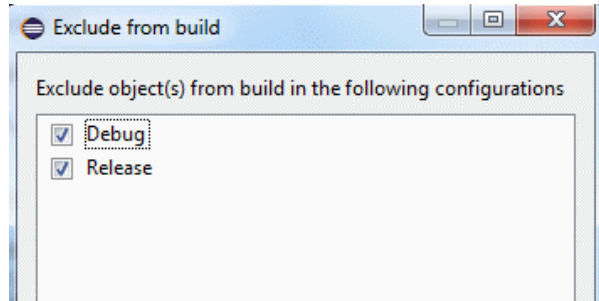 Exclude from build
Exclude object(s) from build in the following configurations
Debug
Release